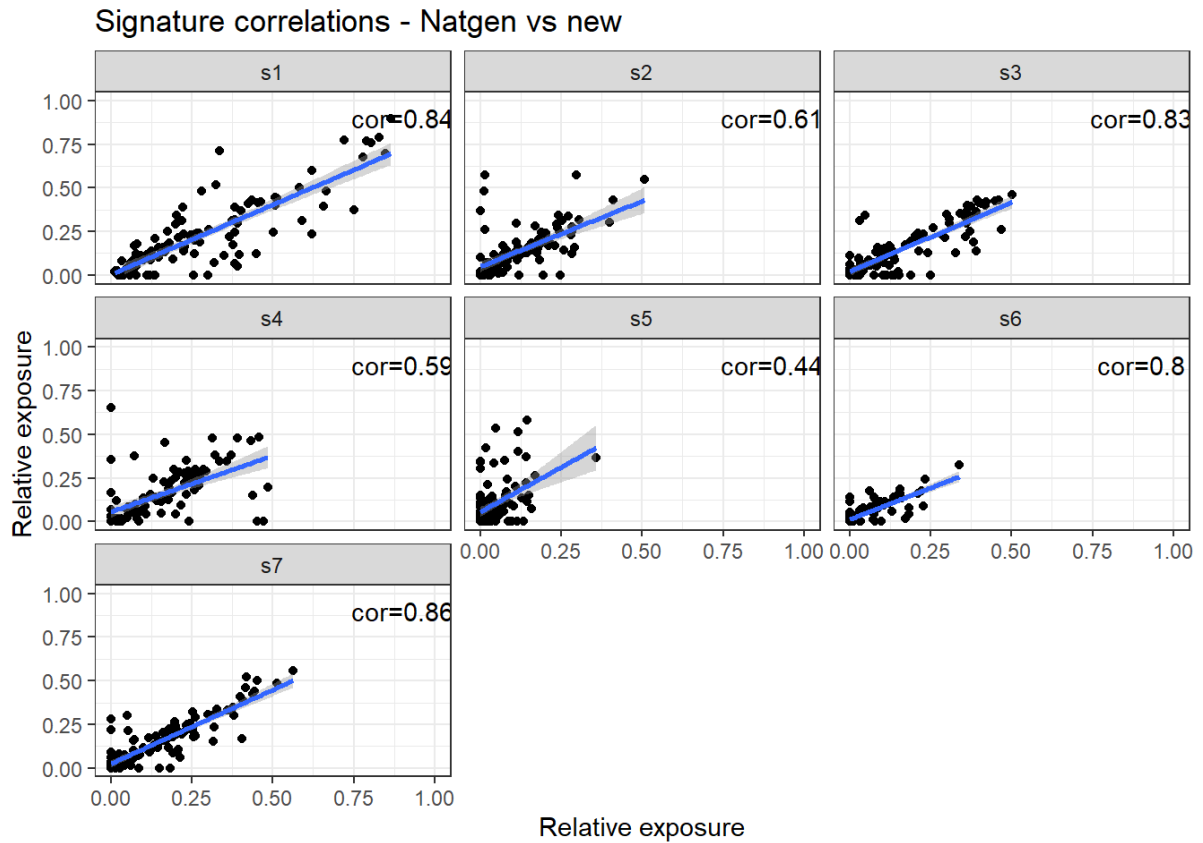 Signature correlations - Natgen vs new
s1
s2
s3
1.00
0.75
0.50
0.25
0.00
cor=0.84
cor=0.61
cor=0.83
s4
s5
s6
1.00
0.75
0.50
0.25
0.00
cor=0.59
cor=0.44
cor=0.8
0.00 0.25 0.50 0.75 1.00
0.00 0.25 0.50 0.75 1.00
s7
1.00
0.75
0.50
0.25
0.00
cor=0.86
0.00 0.25 0.50 0.75 1.00
Relative exposure
Relative exposure